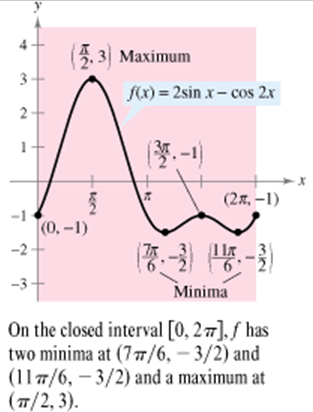 y
4
(π/2, 3) Maximum
3
f(x) = 2sin x − cos 2x
2
1
(3π/2, −1)
x
π/2
π
(2π, −1)
−1
(0, −1)
−2
(7π/6, −3/2) (11π/6, −3/2)
−3
Minima
On the closed interval [0, 2π], f has
two minima at (7π/6, − 3/2) and
(11π/6, − 3/2) and a maximum at
(π/2, 3).